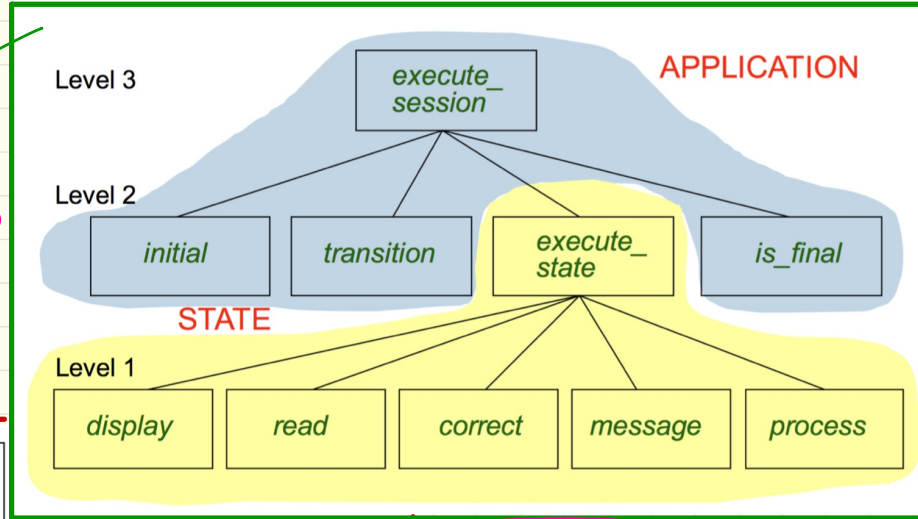 Level 3
execute_
session
APPLICATION
Level 2
initial
transition
execute_
state
is_final
STATE
Level 1
display
read
correct
message
process